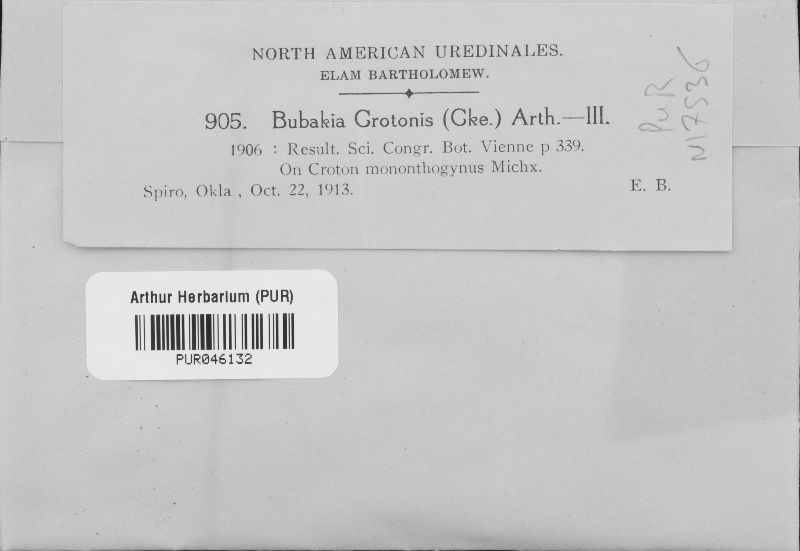 NORTH AMERICAN UREDINALES.
ELAM BARTHOLOMEW.
905. Bubakia Crotonis (Cke.) Arth.—III.
1906 : Result. Sci. Congr. Bot. Vienne p 339.
On Croton mononthogynus Michx.
Spiro, Okla , Oct. 22, 1913. E. B.
PUR
N17536
Arthur Herbarium (PUR)
PUR046132